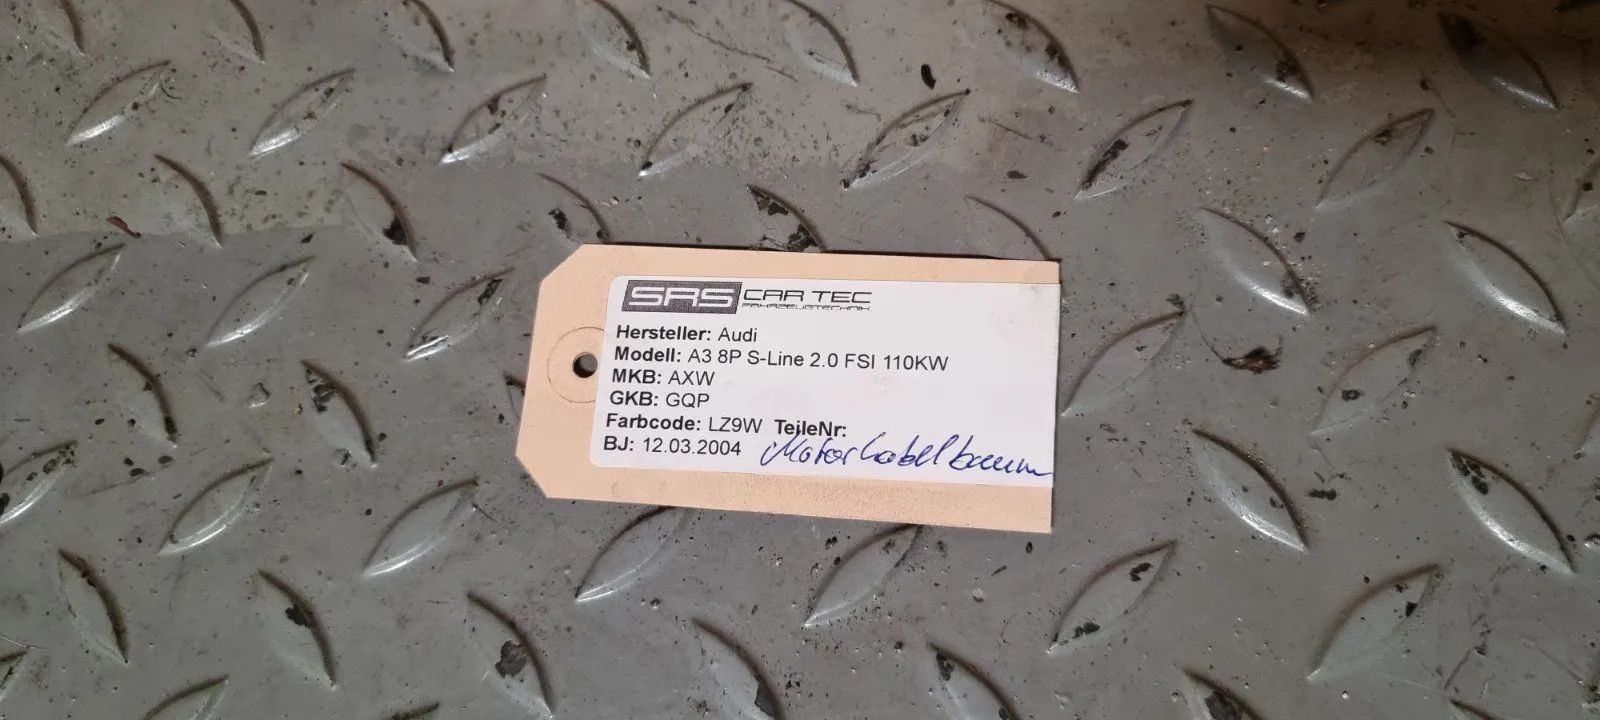 SRS CAR TEC
FAHRZEUGTECHNIK
Hersteller: Audi
Modell: A3 8P S-Line 2.0 FSI 110KW
MKB: AXW
GKB: GQP
Farbcode: LZ9W TeileNr:
BJ: 12.03.2004 Motorkabelbaum